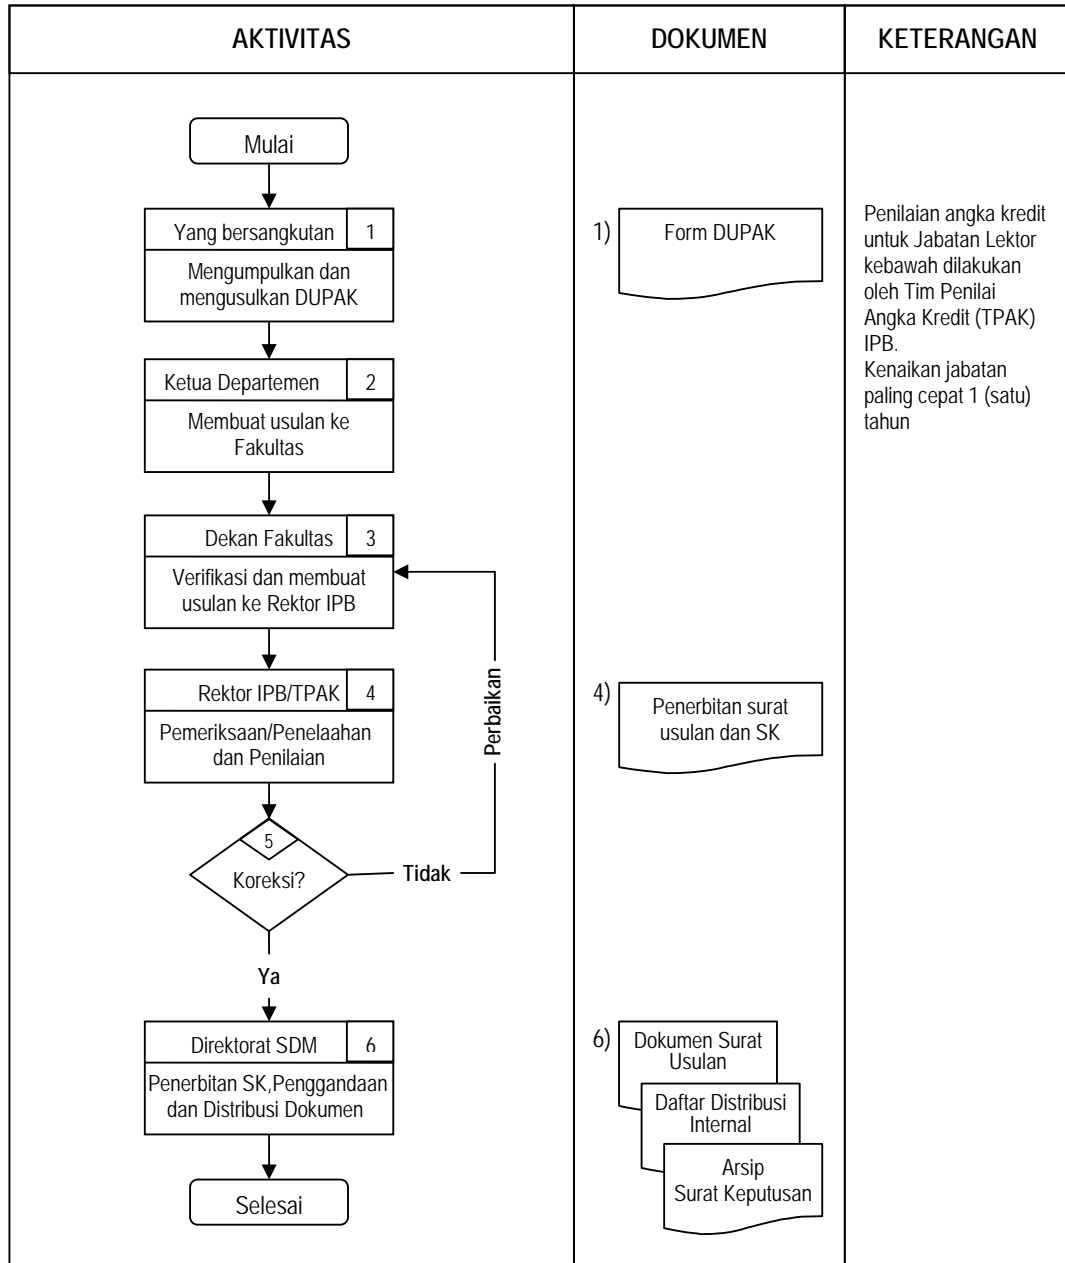 AKTIVITAS
DOKUMEN
KETERANGAN
Mulai
Yang bersangkutan
1
Mengumpulkan dan
mengusulkan DUPAK
Ketua Departemen
2
Membuat usulan ke
Fakultas
Dekan Fakultas
3
Verifikasi dan membuat
usulan ke Rektor IPB
Rektor IPB/TPAK
4
Pemeriksaan/Penelaahan
dan Penilaian
5
Koreksi?
Tidak
Perbaikan
Ya
Direktorat SDM
6
Penerbitan SK,Penggandaan
dan Distribusi Dokumen
Selesai
1)
Form DUPAK
4)
Penerbitan surat
usulan dan SK
6)
Dokumen Surat
Usulan
Daftar Distribusi
Internal
Arsip
Surat Keputusan
Penilaian angka kredit
untuk Jabatan Lektor
kebawah dilakukan
oleh Tim Penilai
Angka Kredit (TPAK)
IPB.
Kenaikan jabatan
paling cepat 1 (satu)
tahun